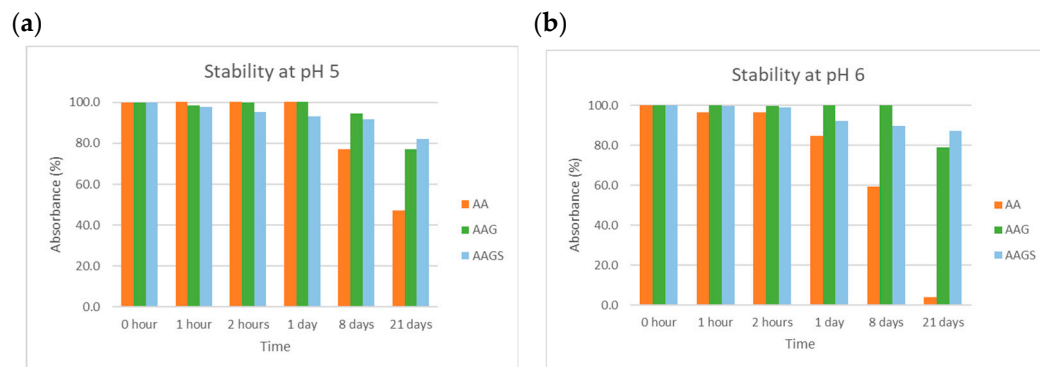 (a)
Stability at pH 5
Absorbance (%)
100.0
80.0
60.0
40.0
20.0
0.0
0 hour 1 hour 2 hours 1 day 8 days 21 days
Time
AA
AAG
AAGS
(b)
Stability at pH 6
Absorbance (%)
100.0
80.0
60.0
40.0
20.0
0.0
0 hour 1 hour 2 hours 1 day 8 days 21 days
Time
AA
AAG
AAGS